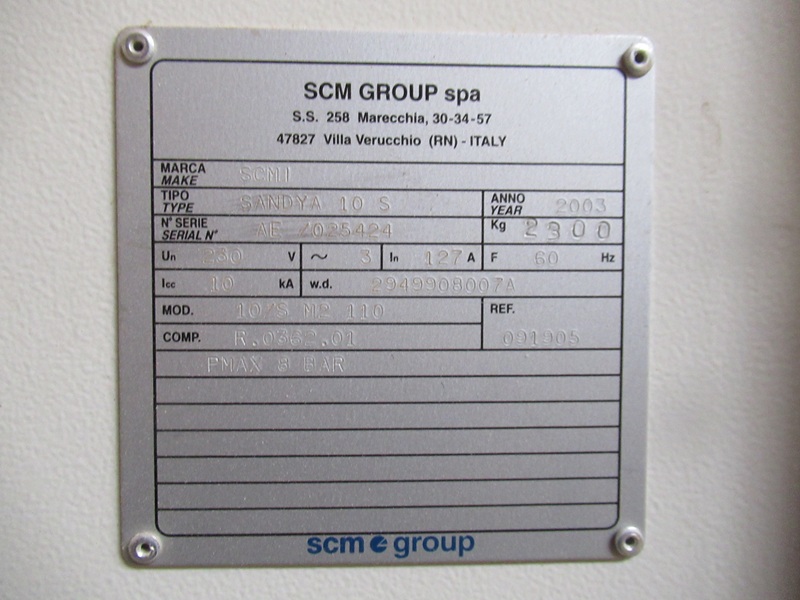 SCM GROUP spa
S.S. 258 Marecchia, 30-34-57
47827 Villa Verucchio (RN) - ITALY
MARCA
MAKE SCMI
TIPO
TYPE SANDYA 10 S
ANNO
YEAR 2003
N° SERIE
SERIAL N° AE /025424
Kg 2300
Un 230 V ~ 3 In 127 A F 60 Hz
Icc 10 kA w.d. 2949908007A
MOD. 10/S M2 110 REF.
COMP. R.0362.01 091905
PMAX 8 BAR
scm group